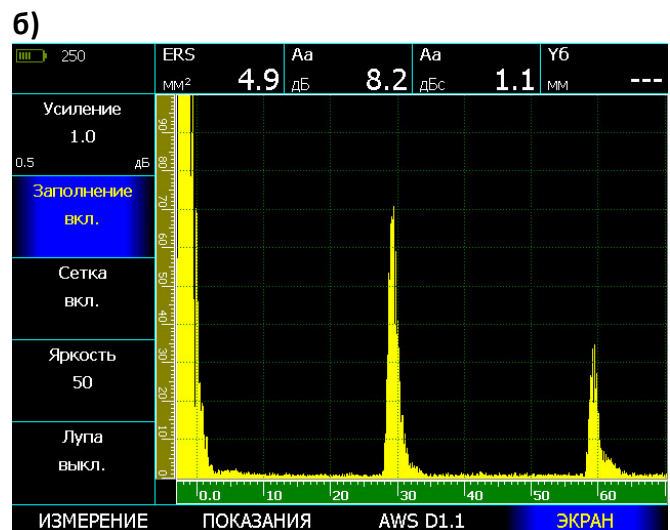 б)
250
ERS
мм² 4.9
Aa
дБ 8.2
Aa
дБс 1.1
Yб
мм ---
Усиление
1.0
0.5 дБ
Заполнение
вкл.
Сетка
вкл.
Яркость
50
Лупа
выкл.
90
80
70
60
50
40
30
20
10
0
0.0 10 20 30 40 50 60
ИЗМЕРЕНИЕ ПОКАЗАНИЯ AWS D1.1 ЭКРАН